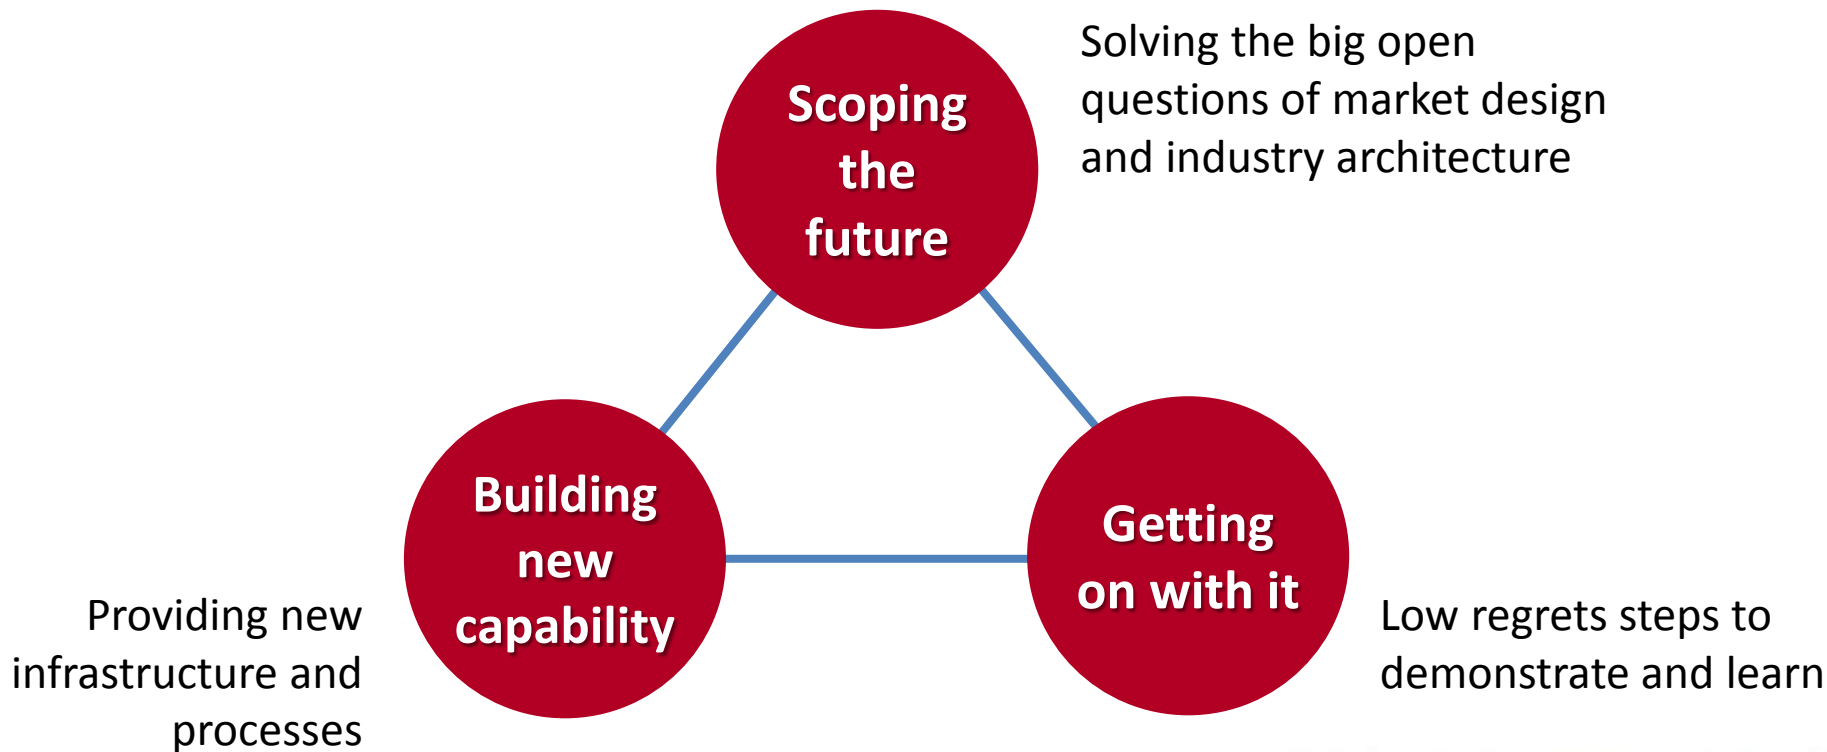 Scoping
the
future
Solving the big open
questions of market design
and industry architecture
Building
new
capability
Providing new
infrastructure and
processes
Getting
on with it
Low regrets steps to
demonstrate and learn